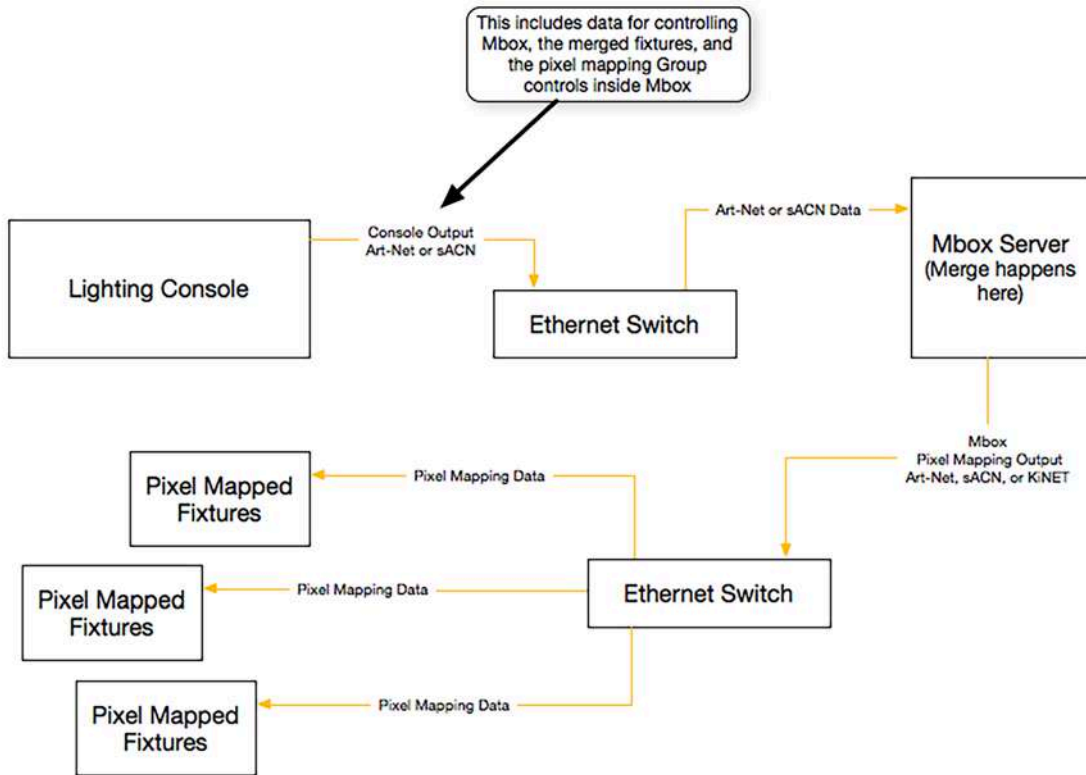 This includes data for controlling
Mbox, the merged fixtures, and
the pixel mapping Group
controls inside Mbox
Art-Net or sACN Data
Console Output
Art-Net or sACN
Lighting Console
Ethernet Switch
Mbox Server
(Merge happens
here)
Mbox
Pixel Mapping Output
Art-Net, sACN, or KiNET
Pixel Mapping Data
Pixel Mapped
Fixtures
Pixel Mapping Data
Pixel Mapped
Fixtures
Ethernet Switch
Pixel Mapping Data
Pixel Mapped
Fixtures